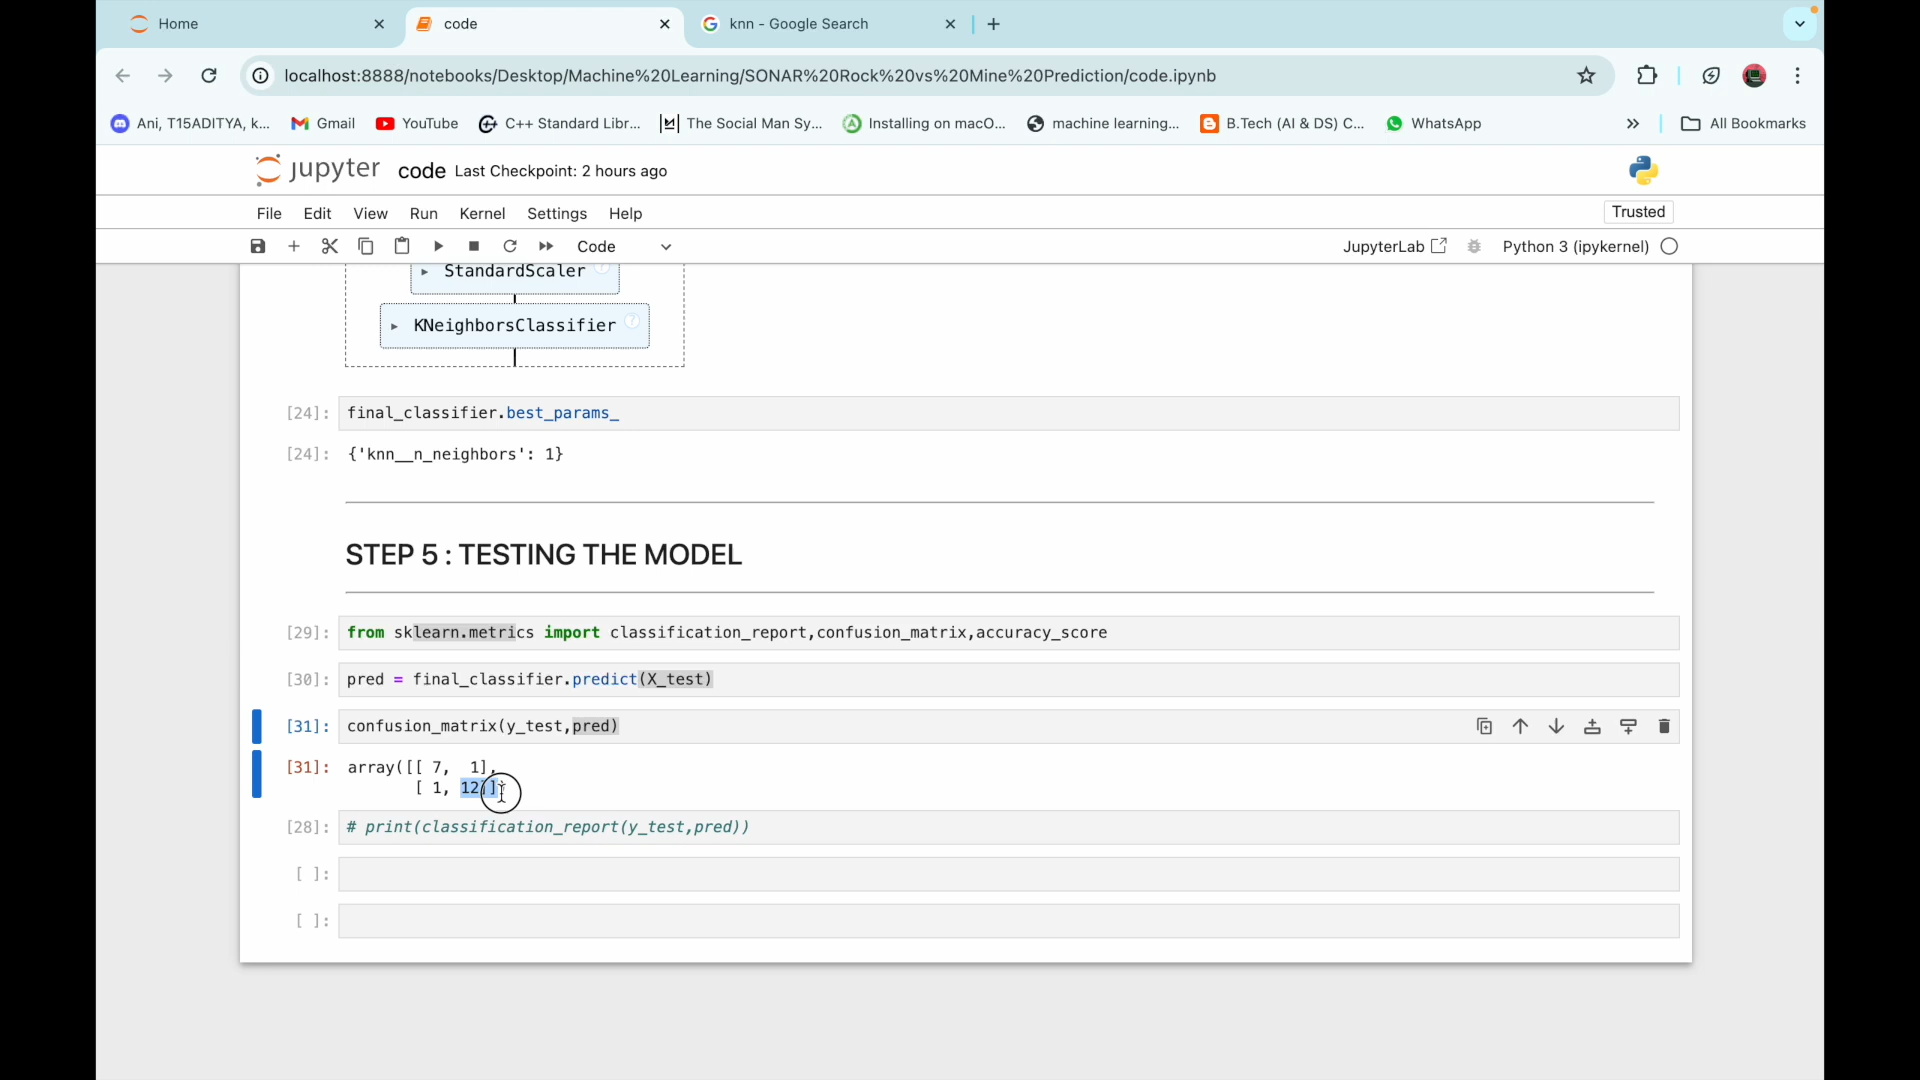 Home
code
knn - Google Search
localhost:8888/notebooks/Desktop/Machine%20Learning/SONAR%20Rock%20vs%20Mine%20Prediction/code.ipynb
Ani, T15ADITYA, k...
Gmail
YouTube
C++ Standard Libr...
The Social Man Sy...
Installing on macO...
machine learning...
B.Tech (AI & DS) C...
WhatsApp
All Bookmarks
jupyter code Last Checkpoint: 2 hours ago
File Edit View Run Kernel Settings Help
Trusted
Code
JupyterLab
Python 3 (ipykernel)
StandardScaler
KNeighborsClassifier
[24]: final_classifier.best_params_
[24]: {'knn__n_neighbors': 1}
STEP 5 : TESTING THE MODEL
[29]: from sklearn.metrics import classification_report,confusion_matrix,accuracy_score
[30]: pred = final_classifier.predict(X_test)
[31]: confusion_matrix(y_test,pred)
[31]: array([[ 7, 1],
[ 1, 12]]
[28]: # print(classification_report(y_test,pred))
[ ]:
[ ]: